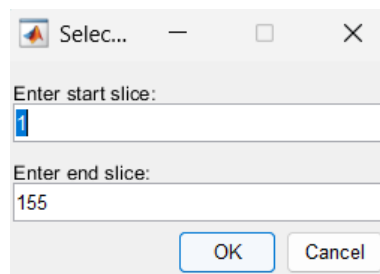 Selec...
Enter start slice:
1
Enter end slice:
155
OK
Cancel